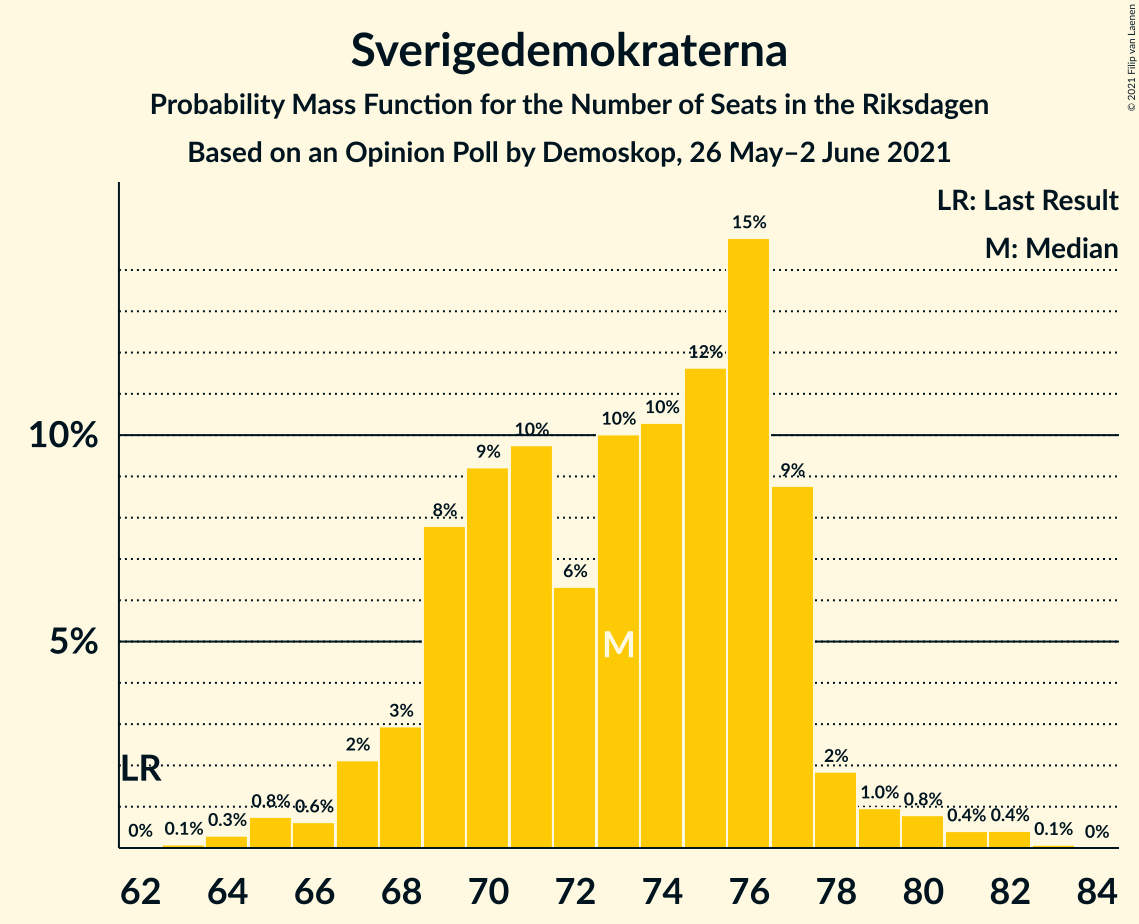 Sverigedemokraterna
Probability Mass Function for the Number of Seats in the Riksdagen
Based on an Opinion Poll by Demoskop, 26 May–2 June 2021
© 2021 Filip van Laenen
LR: Last Result
M: Median
10%
5%
LR
M
0%
0.1%
0.3%
0.8%
0.6%
2%
3%
8%
9%
10%
6%
10%
10%
12%
15%
9%
2%
1.0%
0.8%
0.4%
0.4%
0.1%
0%
62 64 66 68 70 72 74 76 78 80 82 84